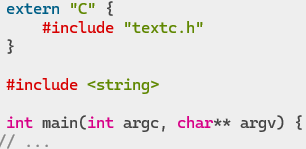 extern "C" {
    #include "textc.h"
}

#include <string>

int main(int argc, char** argv) {
// ...